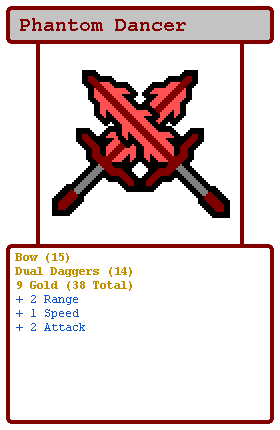 Phantom Dancer
Bow (15)
Dual Daggers (14)
9 Gold (38 Total)
+ 2 Range
+ 1 Speed
+ 2 Attack